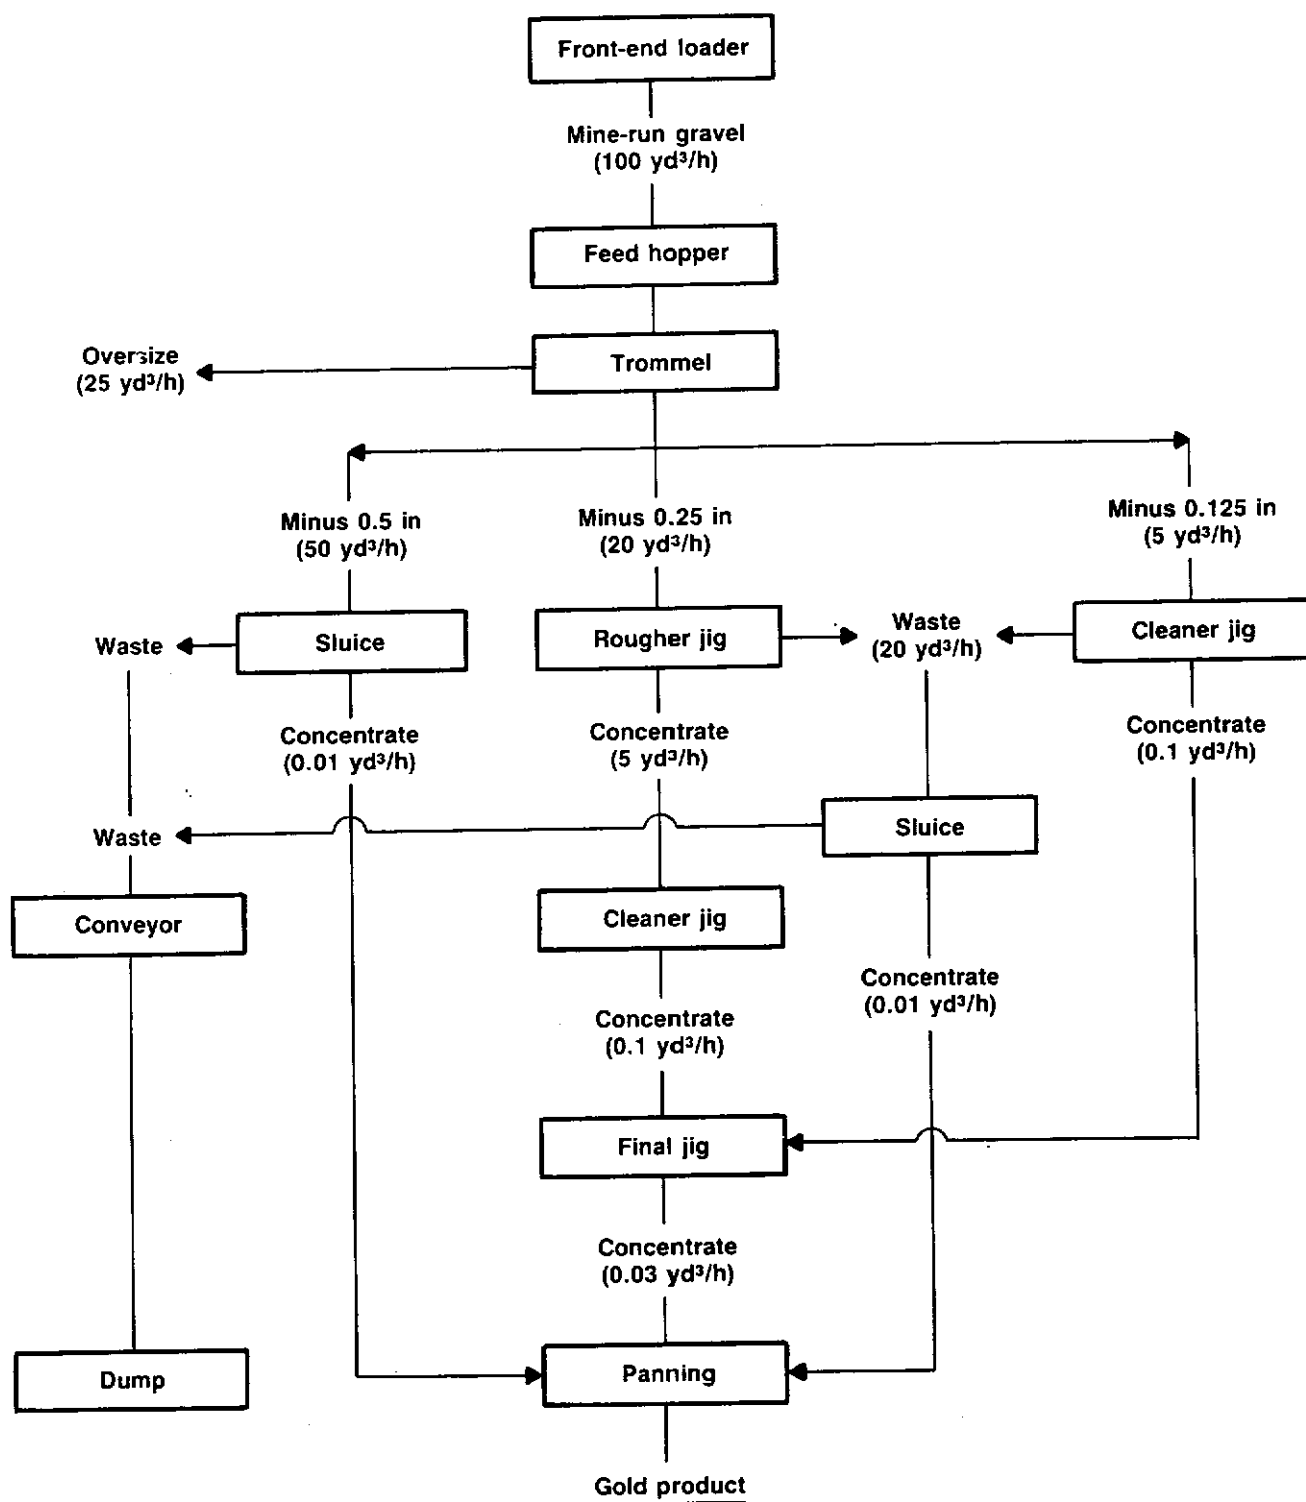 Front-end loader
Mine-run gravel
(100 yd³/h)
Feed hopper
Trommel
Oversize
(25 yd³/h)
Minus 0.5 in
(50 yd³/h)
Minus 0.25 in
(20 yd³/h)
Minus 0.125 in
(5 yd³/h)
Waste
Sluice
Rougher jig
Waste
(20 yd³/h)
Cleaner jig
Concentrate
(0.01 yd³/h)
Concentrate
(5 yd³/h)
Concentrate
(0.1 yd³/h)
Waste
Sluice
Conveyor
Cleaner jig
Concentrate
(0.01 yd³/h)
Concentrate
(0.1 yd³/h)
Final jig
Concentrate
(0.03 yd³/h)
Dump
Panning
Gold product